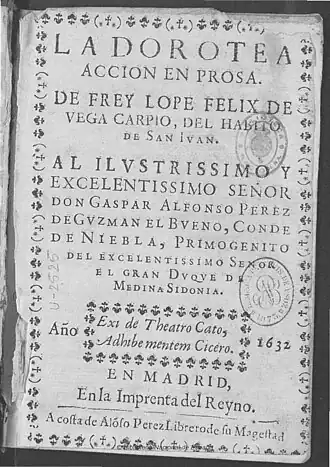 LA DOROTEA
ACCION EN PROSA.
DE FREY LOPE FELIX DE
VEGA CARPIO, DEL HABITO
DE SAN IVAN.
AL ILVSTRISSIMO Y
EXCELENTISSIMO SEÑOR
DON GASPAR ALFONSO PEREZ
DE GVZMAN EL BVENO, CONDE
DE NIEBLA, PRIMOGENITO
DEL EXCELENTISSIMO SEÑOR
EL GRAN DVQVE DE
MEDINA SIDONIA.
U-2525
Año Exi de Theatro Cato, 1632
Adhibe mentem Cicero.
EN MADRID,
En la Imprenta del Reyno.
A costa de Alōso Perez Librero de su Magestad